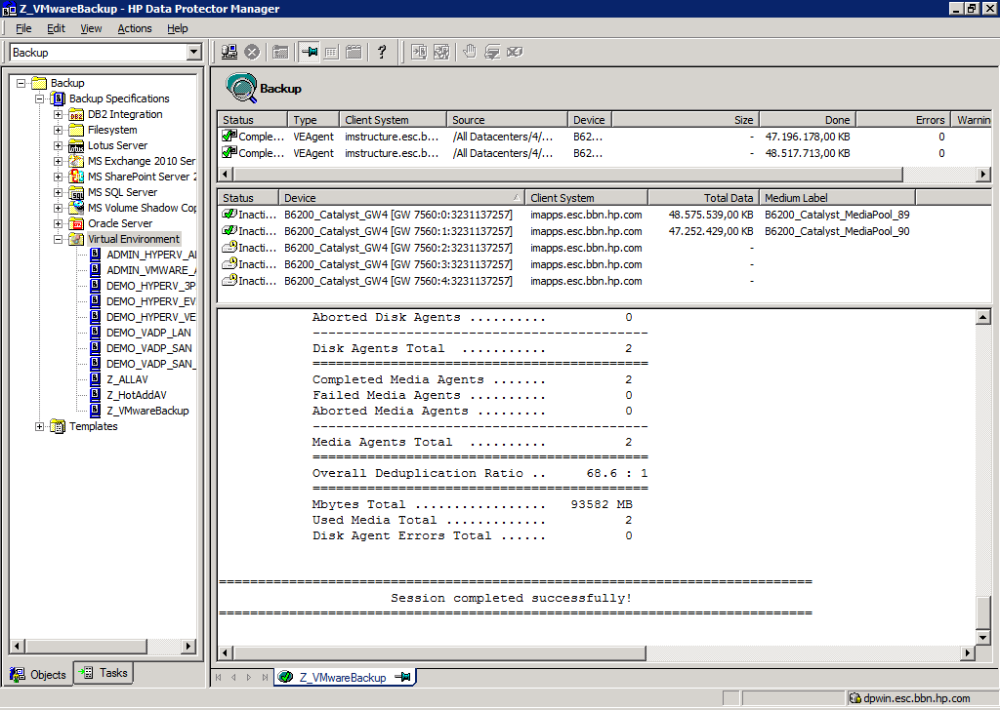 Z_VMwareBackup - HP Data Protector Manager
File Edit View Actions Help
Backup
Backup
Backup Specifications
DB2 Integration
Filesystem
Lotus Server
MS Exchange 2010 Ser
MS SharePoint Server 2
MS SQL Server
MS Volume Shadow Cop
Oracle Server
Virtual Environment
ADMIN_HYPERV_AI
ADMIN_VMWARE_A
DEMO_HYPERV_3P
DEMO_HYPERV_EV
DEMO_HYPERV_VE
DEMO_VADP_LAN
DEMO_VADP_SAN
DEMO_VADP_SAN_
Z_ALLAV
Z_HotAddAV
Z_VMwareBackup
Templates
Objects Tasks
Backup
Status Type Client System Source Device Size Done Errors Warnin
Comple... VEAgent imstructure.esc.b... /All Datacenters/4/... B62... - 47.196.178,00 KB 0
Comple... VEAgent imstructure.esc.b... /All Datacenters/4/... B62... - 48.517.713,00 KB 0
Status Device Client System Total Data Medium Label
Inacti... B6200_Catalyst_GW4 [GW 7560:0:3231137257] imapps.esc.bbn.hp.com 48.575.539,00 KB B6200_Catalyst_MediaPool_89
Inacti... B6200_Catalyst_GW4 [GW 7560:1:3231137257] imapps.esc.bbn.hp.com 47.252.429,00 KB B6200_Catalyst_MediaPool_90
Inacti... B6200_Catalyst_GW4 [GW 7560:2:3231137257] imapps.esc.bbn.hp.com -
Inacti... B6200_Catalyst_GW4 [GW 7560:3:3231137257] imapps.esc.bbn.hp.com -
Inacti... B6200_Catalyst_GW4 [GW 7560:4:3231137257] imapps.esc.bbn.hp.com -
Aborted Disk Agents .......... 0
-------------------------------------------
Disk Agents Total ........... 2
===========================================
Completed Media Agents ....... 2
Failed Media Agents .......... 0
Aborted Media Agents ......... 0
-------------------------------------------
Media Agents Total .......... 2
===========================================
Overall Deduplication Ratio .. 68.6 : 1
===========================================
Mbytes Total ................. 93582 MB
Used Media Total ............. 2
Disk Agent Errors Total ...... 0
============================================================================
Session completed successfully!
============================================================================
Z_VMwareBackup
dpwin.esc.bbn.hp.com